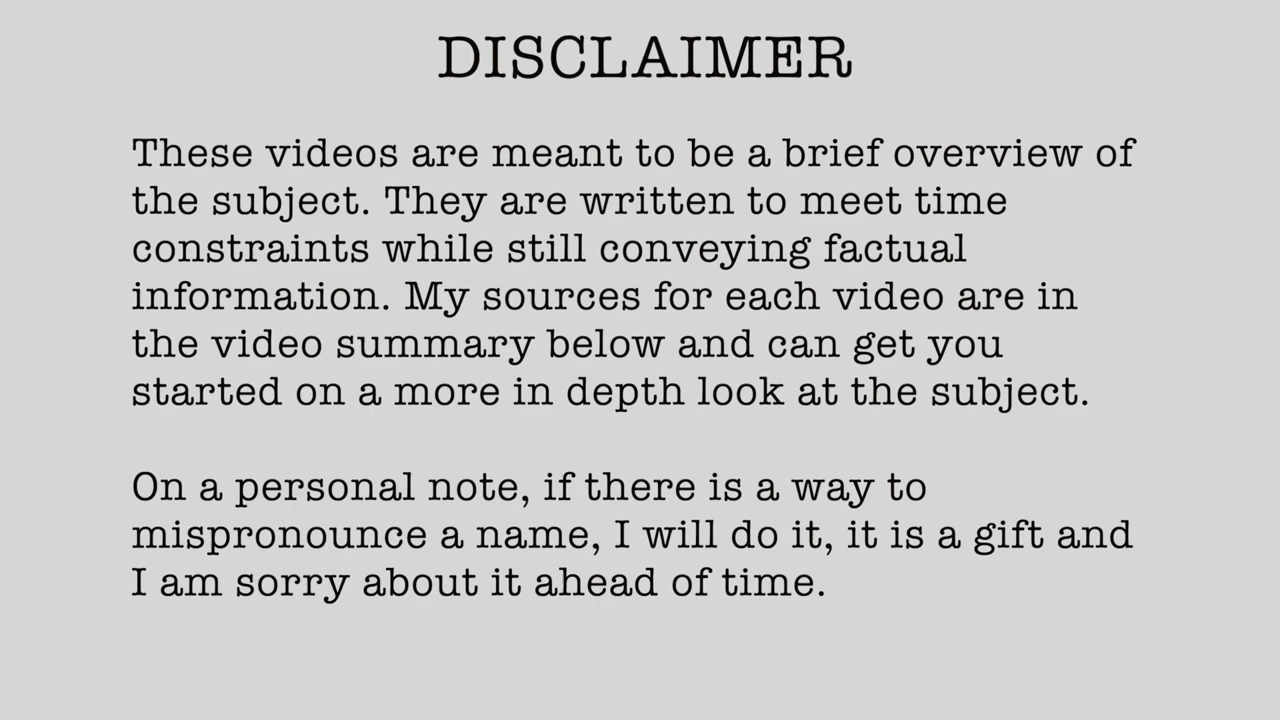 DISCLAIMER
These videos are meant to be a brief overview of
the subject. They are written to meet time
constraints while still conveying factual
information. My sources for each video are in
the video summary below and can get you
started on a more in depth look at the subject.
On a personal note, if there is a way to
mispronounce a name, I will do it, it is a gift and
I am sorry about it ahead of time.